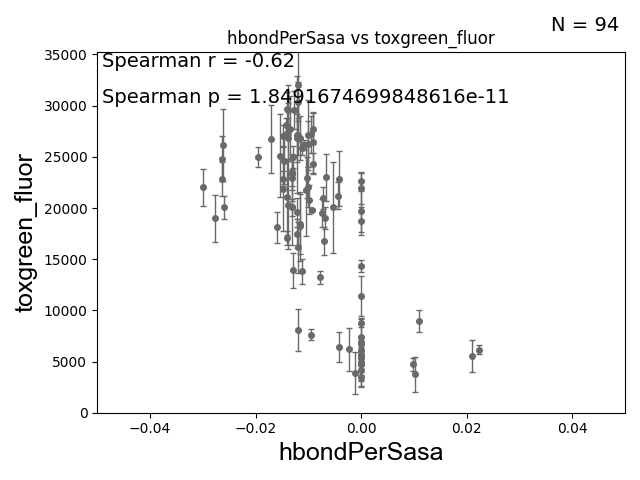 N = 94
hbondPerSasa vs toxgreen_fluor
Spearman r = -0.62
Spearman p = 1.8491674699848616e-11
35000
30000
25000
20000
15000
10000
5000
0
toxgreen_fluor
−0.04 −0.02 0.00 0.02 0.04
hbondPerSasa